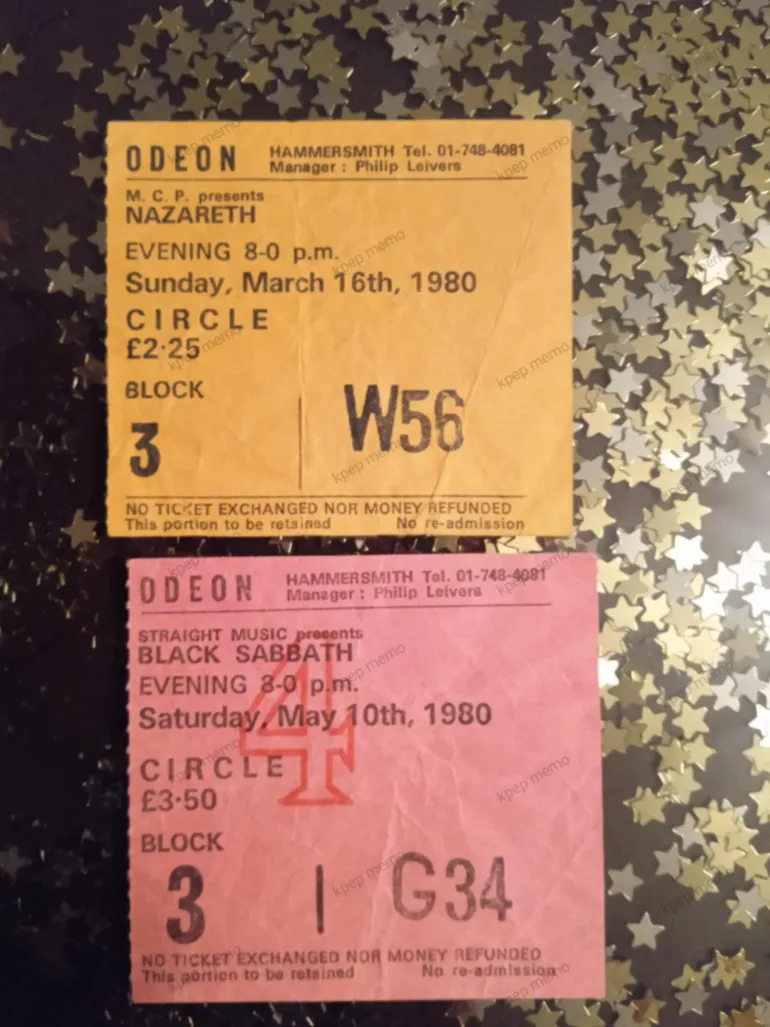 ODEON HAMMERSMITH Tel. 01-748-4081
Manager : Philip Leivers
M. C. P. presents
NAZARETH
EVENING 8-0 p.m.
Sunday, March 16th, 1980
CIRCLE
£2·25
BLOCK
3 W56
NO TICKET EXCHANGED NOR MONEY REFUNDED
This portion to be retained No re-admission
ODEON HAMMERSMITH Tel. 01-748-4081
Manager : Philip Leivers
STRAIGHT MUSIC presents
BLACK SABBATH
EVENING 8-0 p.m.
4
Saturday, May 10th, 1980
CIRCLE
£3·50
BLOCK
3 G34
NO TICKET EXCHANGED NOR MONEY REFUNDED
This portion to be retained No re-admission
kpep memo